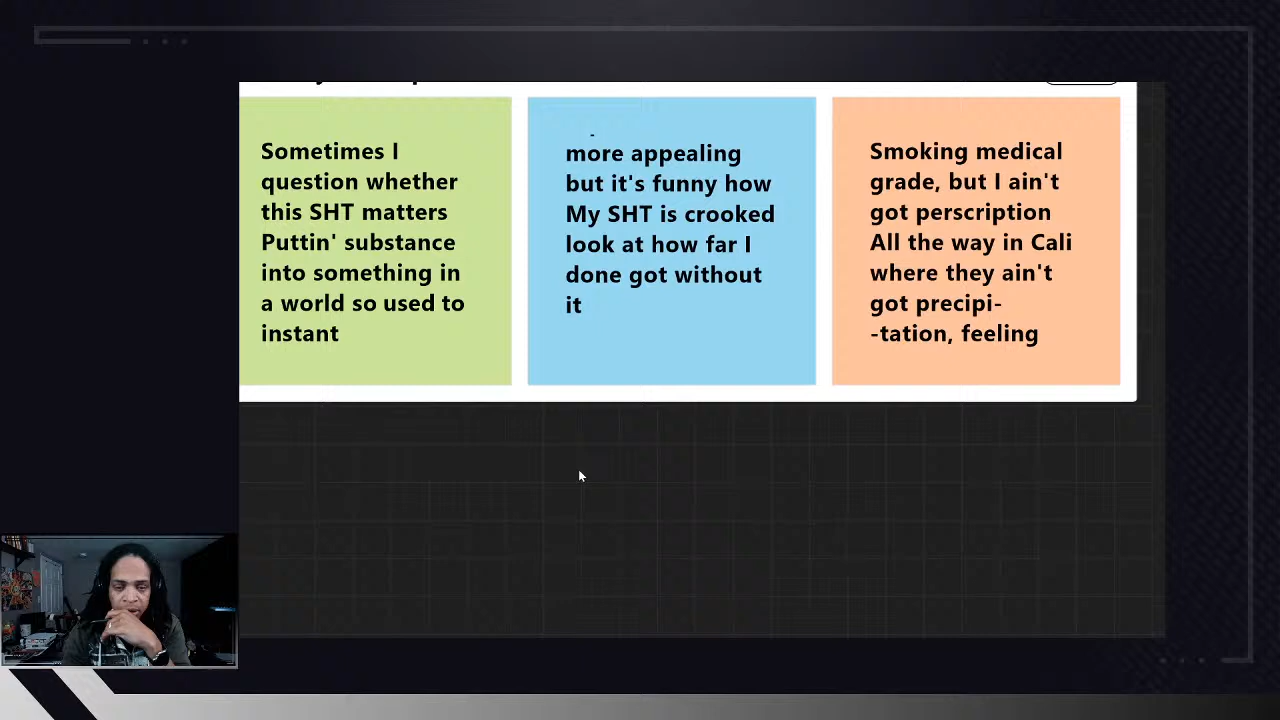 Sometimes I
question whether
this SHT matters
Puttin' substance
into something in
a world so used to
instant
more appealing
but it's funny how
My SHT is crooked
look at how far I
done got without
it
Smoking medical
grade, but I ain't
got perscription
All the way in Cali
where they ain't
got precipi-
-tation, feeling